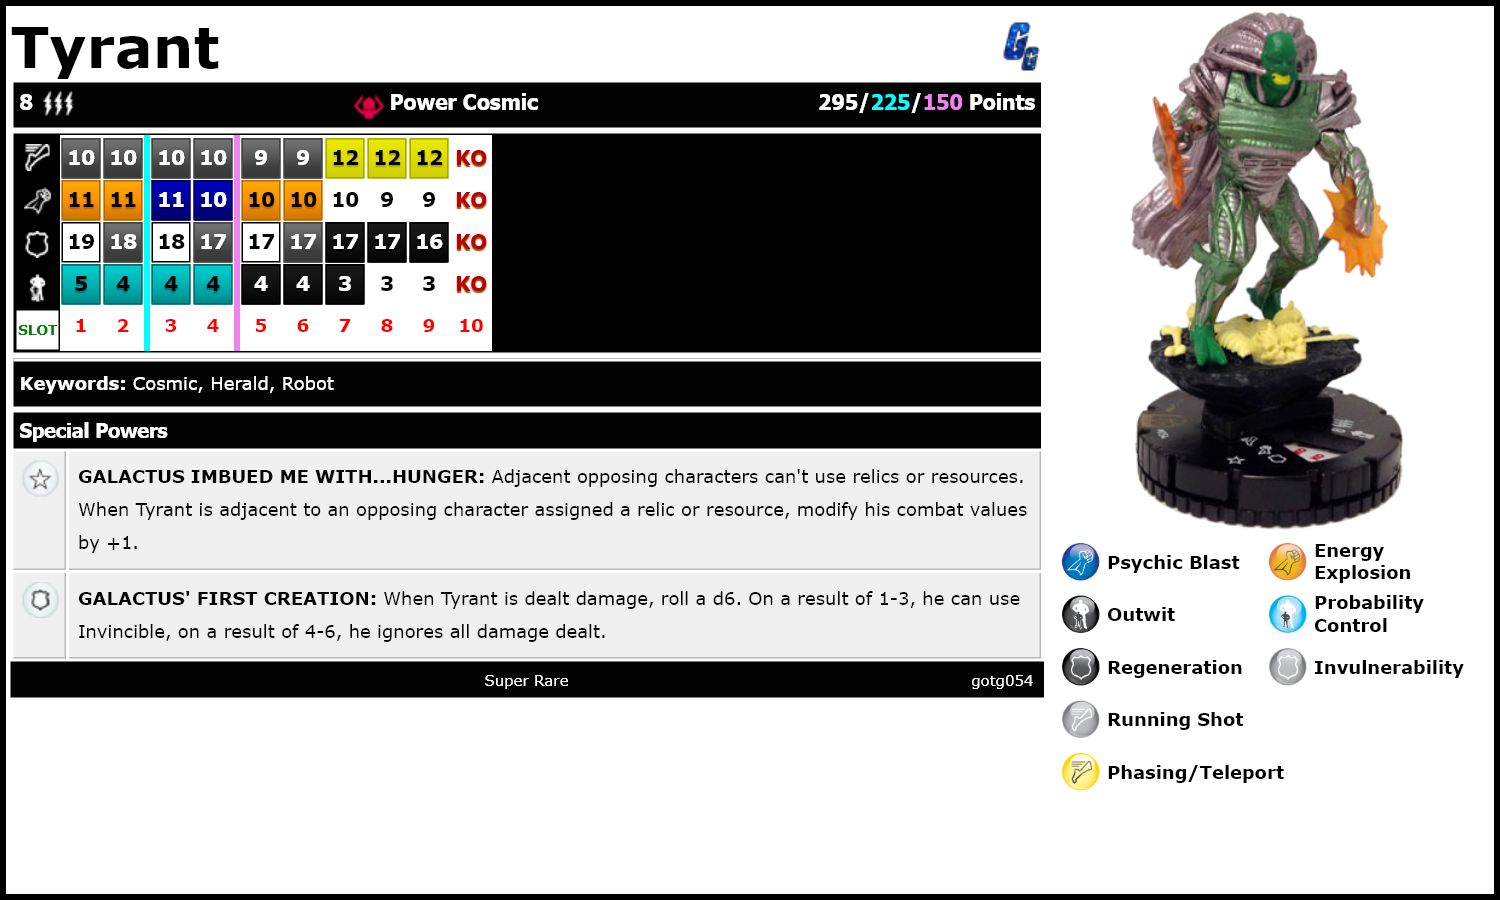 Tyrant
GG
8 Power Cosmic 295/225/150 Points
10 10 10 10 9 9 12 12 12 KO
11 11 11 10 10 10 10 9 9 KO
19 18 18 17 17 17 17 17 16 KO
5 4 4 4 4 4 3 3 3 KO
SLOT 1 2 3 4 5 6 7 8 9 10
Keywords: Cosmic, Herald, Robot
Special Powers
GALACTUS IMBUED ME WITH...HUNGER: Adjacent opposing characters can't use relics or resources.
When Tyrant is adjacent to an opposing character assigned a relic or resource, modify his combat values
by +1.
GALACTUS' FIRST CREATION: When Tyrant is dealt damage, roll a d6. On a result of 1-3, he can use
Invincible, on a result of 4-6, he ignores all damage dealt.
Super Rare gotg054
Psychic Blast
Energy
Explosion
Outwit
Probability
Control
Regeneration
Invulnerability
Running Shot
Phasing/Teleport